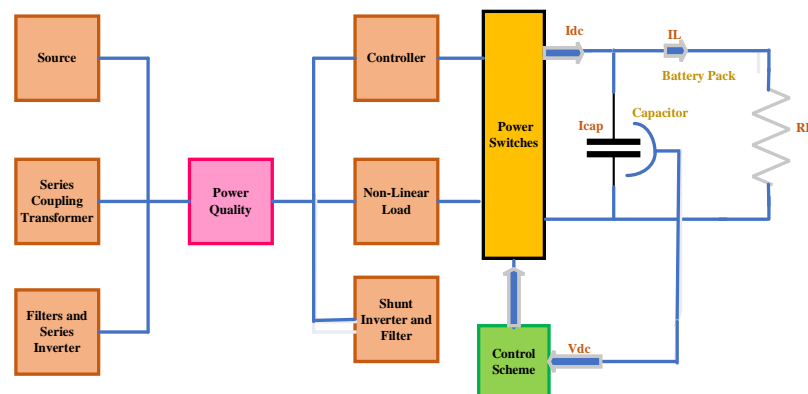 Source
Series
Coupling
Transformer
Filters and
Series
Inverter
Power
Quality
Controller
Non-Linear
Load
Shunt
Inverter and
Filter
Power
Switches
Control
Scheme
Idc
IL
Battery Pack
Capacitor
Icap
Vdc